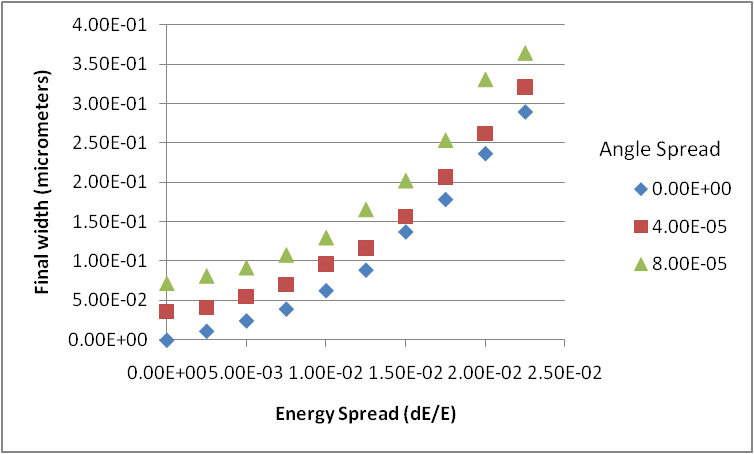 4.00E-01
3.50E-01
3.00E-01
2.50E-01
2.00E-01
1.50E-01
1.00E-01
5.00E-02
0.00E+00
Final width (micrometers)
0.00E+00 5.00E-03 1.00E-02 1.50E-02 2.00E-02 2.50E-02
Energy Spread (dE/E)
Angle Spread
0.00E+00
4.00E-05
8.00E-05